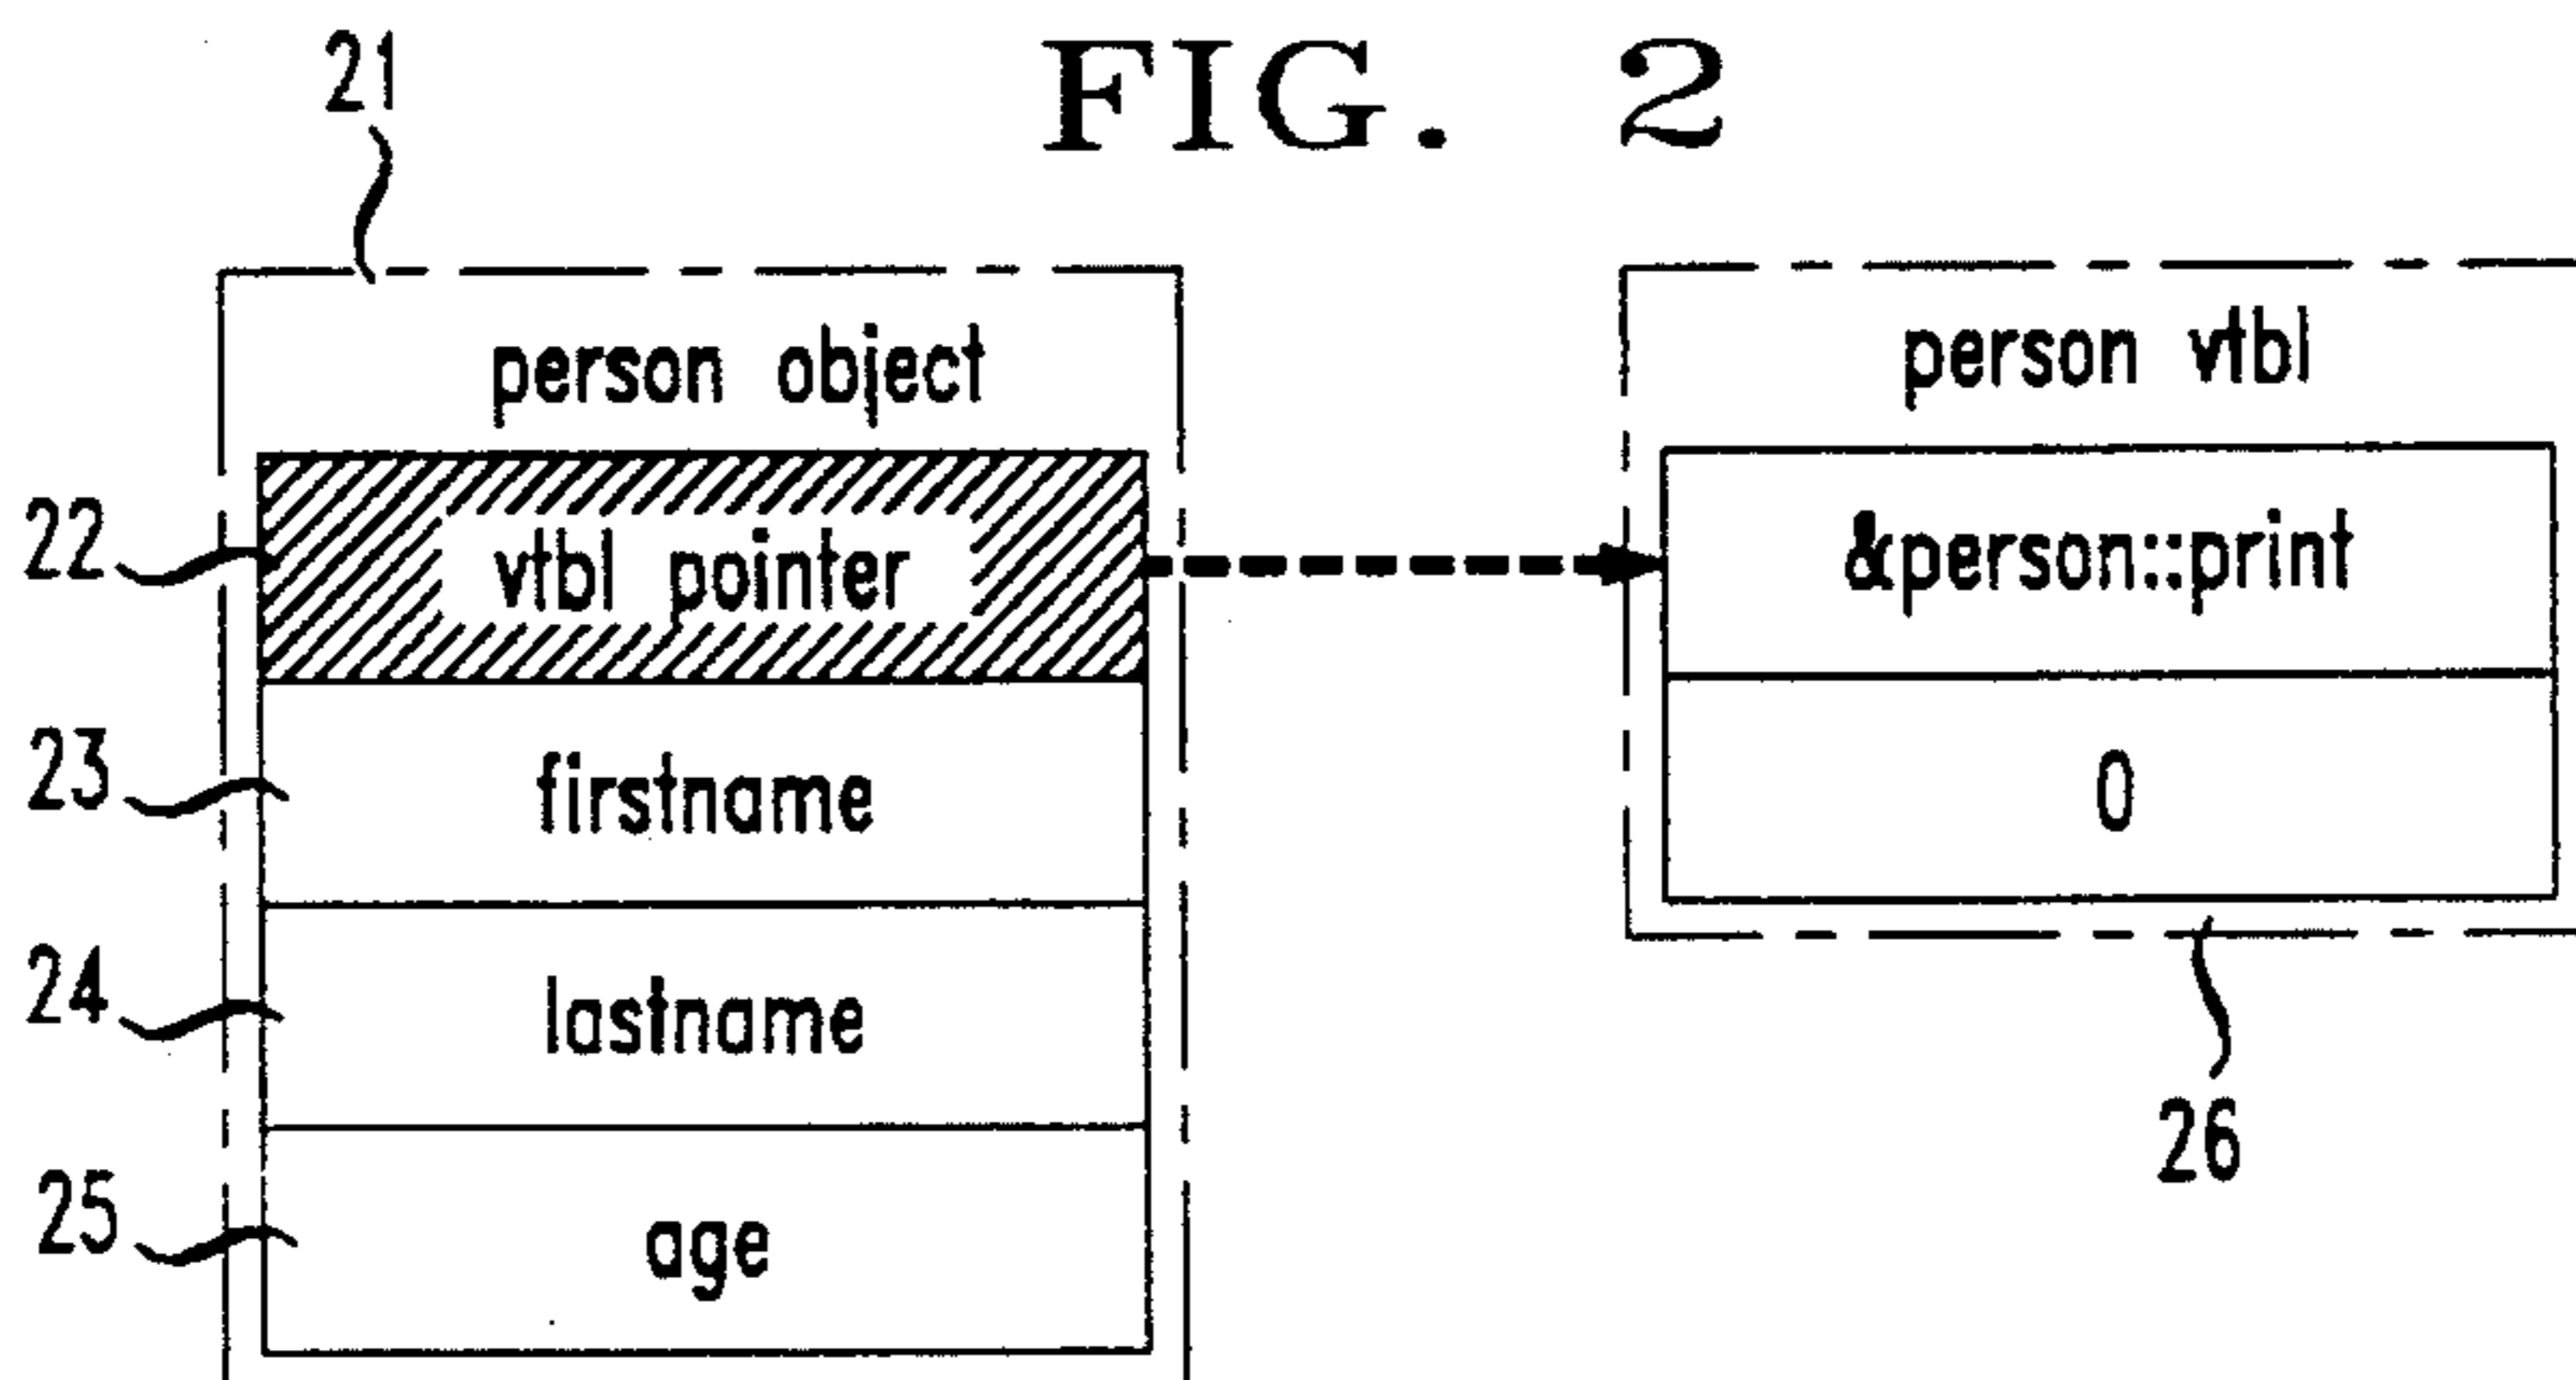 FIG. 2
21
person object
22
vtbl pointer
23
firstname
24
lastname
25
age
person vtbl
&person::print
0
26